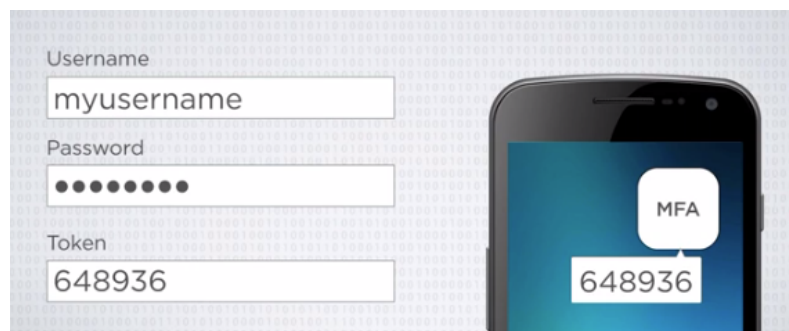 Username
myusername
Password
●●●●●●●●
Token
648936
MFA
648936